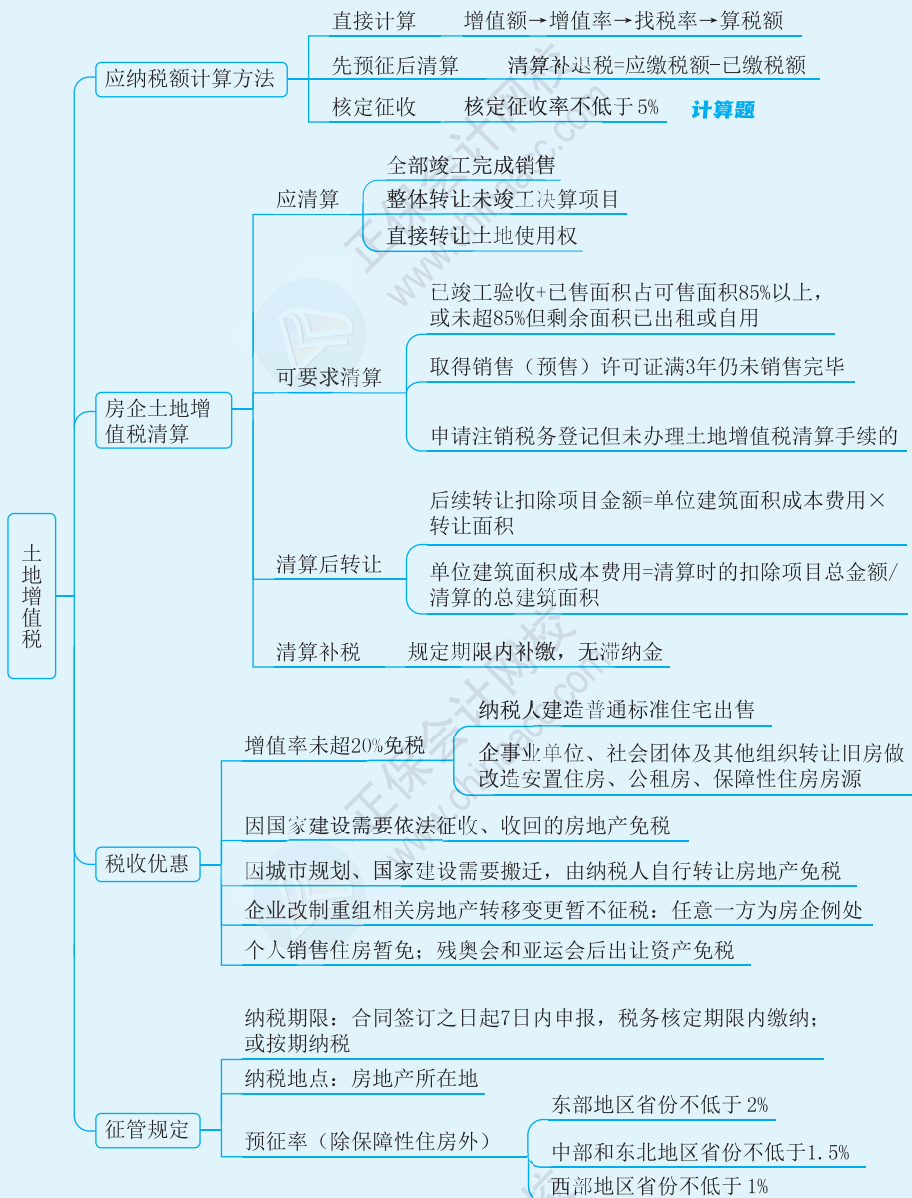 直接计算
增值额→增值率→找税率→算税额
应纳税额计算方法
先预征后清算
清算补退税=应缴税额-已缴税额
核定征收
核定征收率不低于5%
计算题
土地增值税
房企土地增
值税清算
应清算
全部竣工完成销售
整体转让未竣工决算项目
直接转让土地使用权
可要求清算
已竣工验收+已售面积占可售面积85%以上，
或未超85%但剩余面积已出租或自用
取得销售（预售）许可证满3年仍未销售完毕
申请注销税务登记但未办理土地增值税清算手续的
清算后转让
后续转让扣除项目金额=单位建筑面积成本费用×
转让面积
单位建筑面积成本费用=清算时的扣除项目总金额/
清算的总建筑面积
清算补税
规定期限内补缴，无滞纳金
税收优惠
增值率未超20%免税
纳税人建造普通标准住宅出售
企事业单位、社会团体及其他组织转让旧房做
改造安置住房、公租房、保障性住房房源
因国家建设需要依法征收、收回的房地产免税
因城市规划、国家建设需要搬迁，由纳税人自行转让房地产免税
企业改制重组相关房地产转移变更暂不征税：任意一方为房企例处
个人销售住房暂免；残奥会和亚运会后出让资产免税
征管规定
纳税期限：合同签订之日起7日内申报，税务核定期限内缴纳；
或按期纳税
纳税地点：房地产所在地
预征率（除保障性住房外）
东部地区省份不低于2%
中部和东北地区省份不低于1.5%
西部地区省份不低于1%
正保会计网校
www.chinaacc.com
正保会计网校
www.chinaacc.com